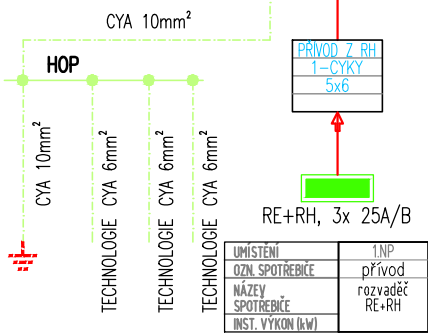 CYA 10mm²
HOP
CYA 10mm²
TECHNOLOGIE CYA 6mm²
TECHNOLOGIE CYA 6mm²
TECHNOLOGIE CYA 6mm²
PŘÍVOD Z RH
1-CYKY
5x6
RE+RH, 3x 25A/B
UMÍSTĚNÍ 1.NP
OZN. SPOTŘEBIČE přívod
NÁZEV SPOTŘEBIČE rozvaděč RE+RH
INST. VÝKON (kW)